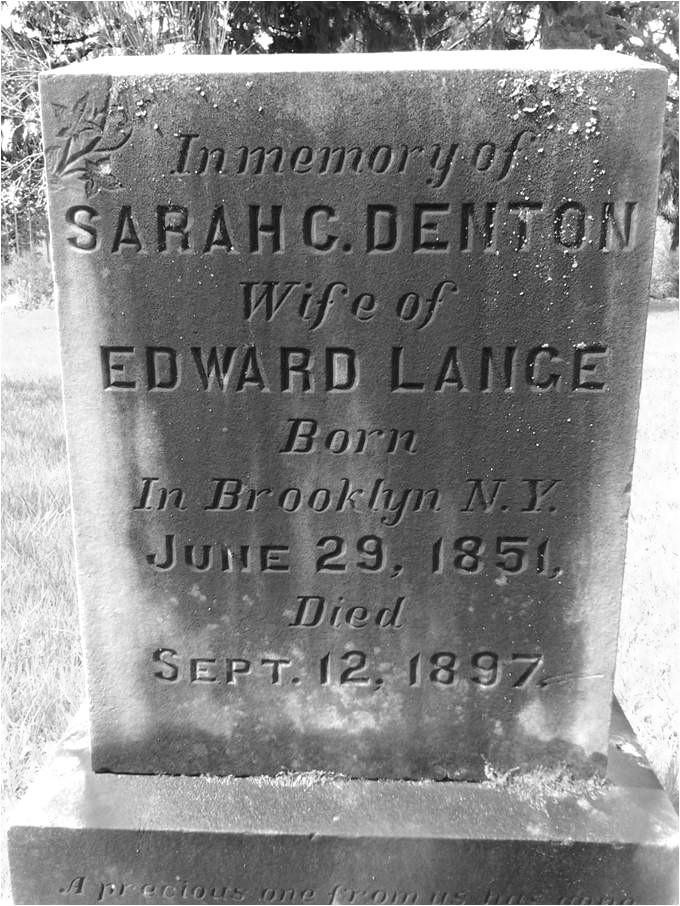 In memory of
SARAH C. DENTON
Wife of
EDWARD LANGE
Born
In Brooklyn N.Y.
JUNE 29, 1851,
Died
SEPT. 12, 1897.
A precious one from us has gone